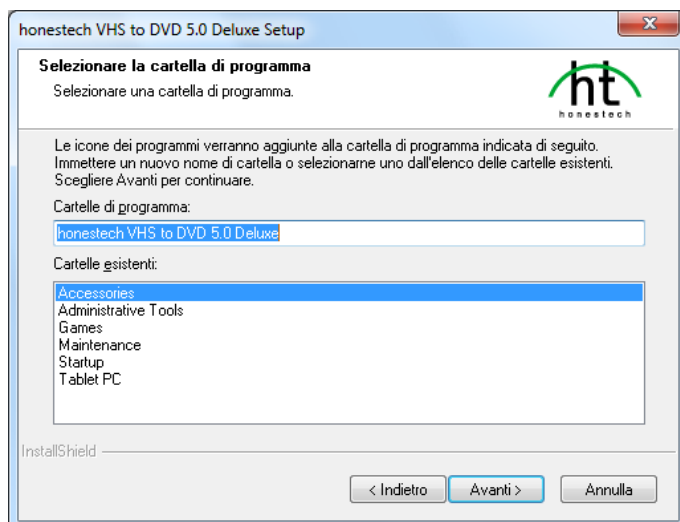 honestech VHS to DVD 5.0 Deluxe Setup
Selezionare la cartella di programma
Selezionare una cartella di programma.
ht
honestech
Le icone dei programmi verranno aggiunte alla cartella di programma indicata di seguito.
Immettere un nuovo nome di cartella o selezionarne uno dall'elenco delle cartelle esistenti.
Scegliere Avanti per continuare.
Cartelle di programma:
honestech VHS to DVD 5.0 Deluxe
Cartelle esistenti:
Accessories
Administrative Tools
Games
Maintenance
Startup
Tablet PC
InstallShield
< Indietro
Avanti >
Annulla